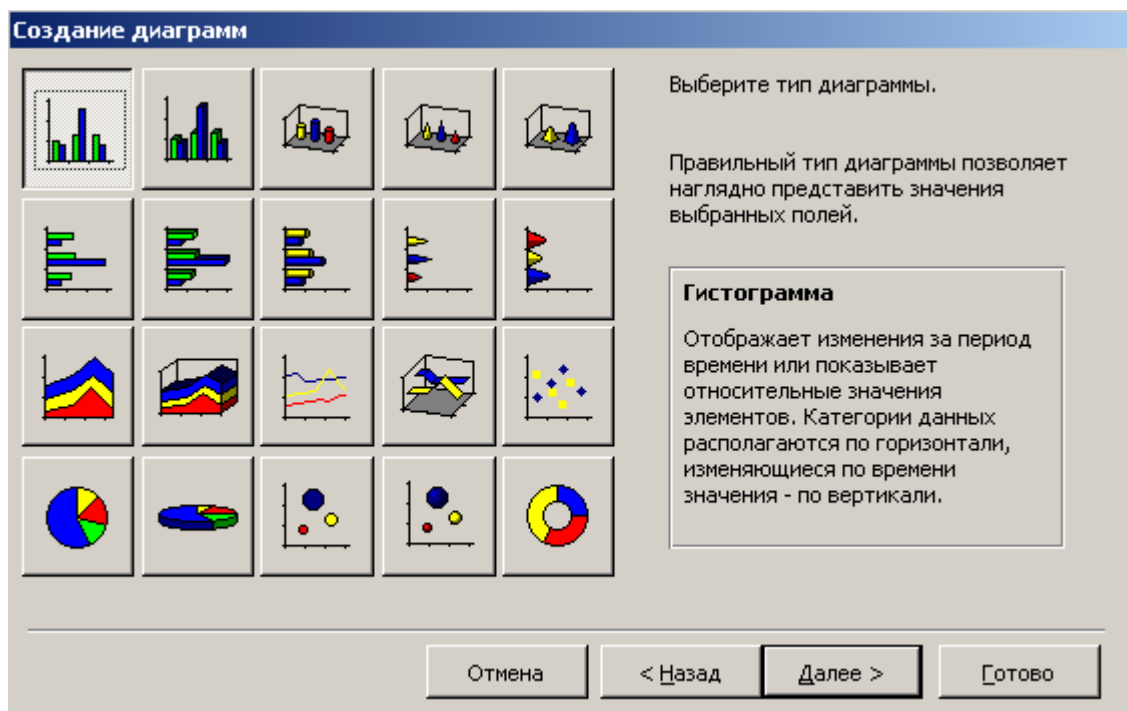 Создание диаграмм
Выберите тип диаграммы.
Правильный тип диаграммы позволяет
наглядно представить значения
выбранных полей.
Гистограмма
Отображает изменения за период
времени или показывает
относительные значения
элементов. Категории данных
располагаются по горизонтали,
изменяющиеся по времени
значения - по вертикали.
Отмена
< Назад
Далее >
Готово